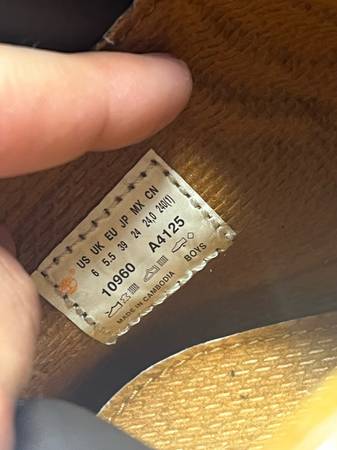 US UK EU JP MX CN
6 5.5 39 24 24,0 240(1)
10960 A4125
BOYS
MADE IN CAMBODIA